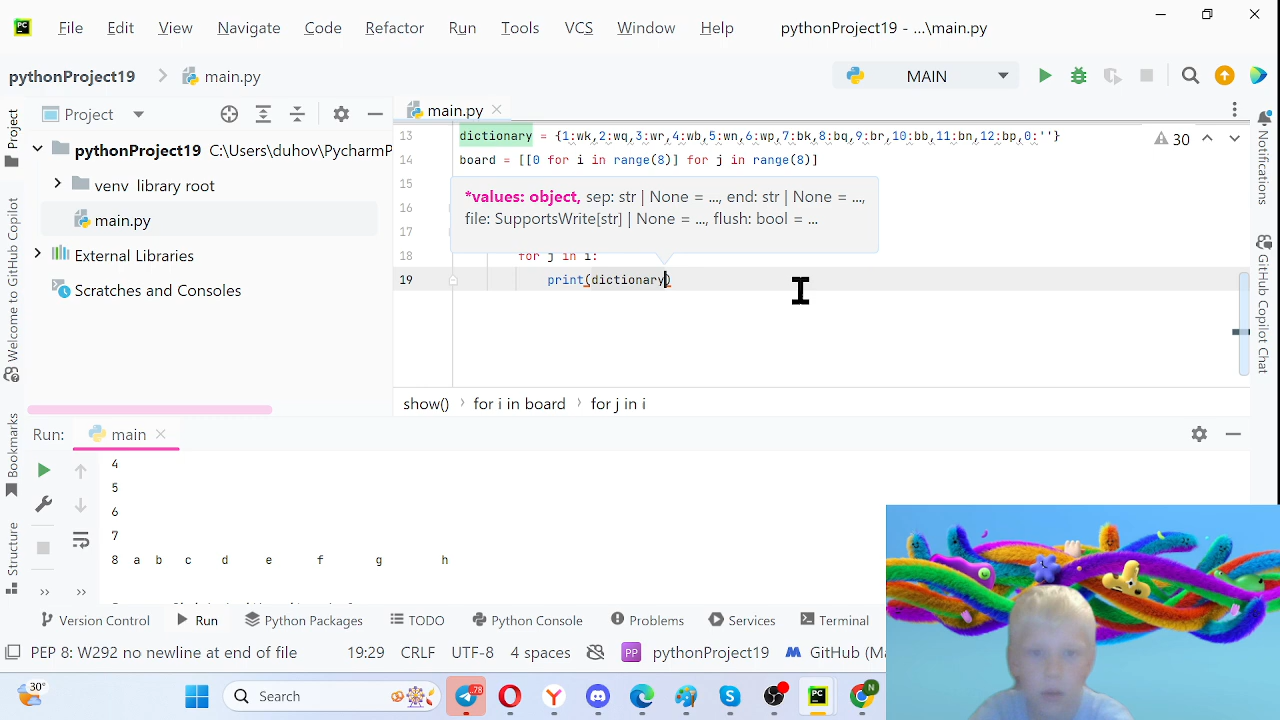 PC File Edit View Navigate Code Refactor Run Tools VCS Window Help pythonProject19 - ...\main.py
pythonProject19 main.py MAIN
Project
Project
main.py
pythonProject19 C:\Users\duhov\PycharmP
venv library root
main.py
External Libraries
Scratches and Consoles
13 dictionary = {1:wk,2:wq,3:wr,4:wb,5:wn,6:wp,7:bk,8:bq,9:br,10:bb,11:bn,12:bp,0:''}
30
14 board = [[0 for i in range(8)] for j in range(8)]
15
*values: object, sep: str | None = ..., end: str | None = ...,
16
file: SupportsWrite[str] | None = ..., flush: bool = ...
17
18 for j in i:
19 print(dictionary)
show() for i in board for j in i
Welcome to GitHub Copilot
Bookmarks
Structure
Notifications
GitHub Copilot Chat
Run: main
4
5
6
7
8 a b c d e f g h
Version Control Run Python Packages TODO Python Console Problems Services Terminal
PEP 8: W292 no newline at end of file 19:29 CRLF UTF-8 4 spaces PP pythonProject19 GitHub (Ma
30° Search 78 PC N